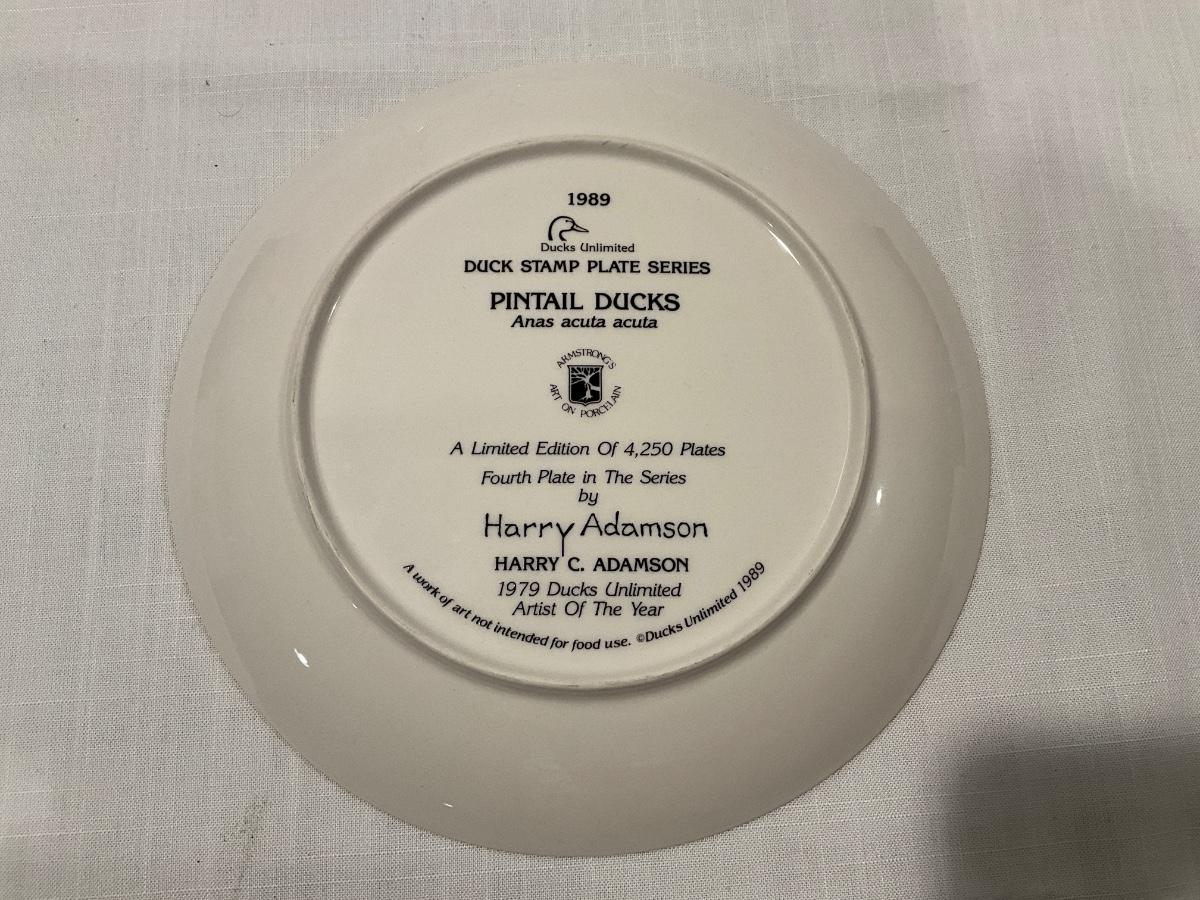 1989
Ducks Unlimited
DUCK STAMP PLATE SERIES
PINTAIL DUCKS
Anas acuta acuta
ARMSTRONG'S
ART ON PORCELAIN
A Limited Edition Of 4,250 Plates
Fourth Plate in The Series
by
Harry Adamson
HARRY C. ADAMSON
1979 Ducks Unlimited
Artist Of The Year
A work of art not intended for food use. ©Ducks Unlimited 1989